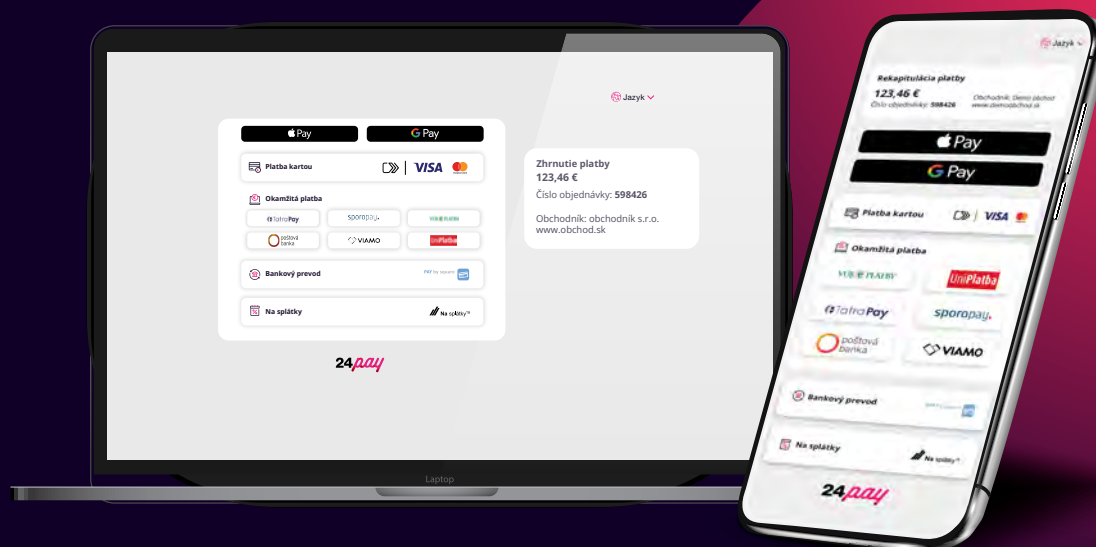 Jazyk
Pay
G Pay
Platba kartou
VISA
Okamžitá platba
TatraPay
sporopay.
VÚB E PLATBY
poštová
banka
VIAMO
UniPlatba
Bankový prevod
PAY by square
Na splátky
Na splátky™
24pay
Zhrnutie platby
123,46 €
Číslo objednávky: 598426
Obchodník: obchodník s.r.o.
www.obchod.sk
Laptop
Jazyk
Rekapitulácia platby
123,46 €
Číslo objednávky: 598426
Obchodník: Demo obchod
www.demoobchod.sk
Pay
G Pay
Platba kartou
VISA
Okamžitá platba
VÚB E PLATBY
UniPlatba
TatraPay
sporopay.
poštová
banka
VIAMO
Bankový prevod
Na splátky
Na splátky™
24pay